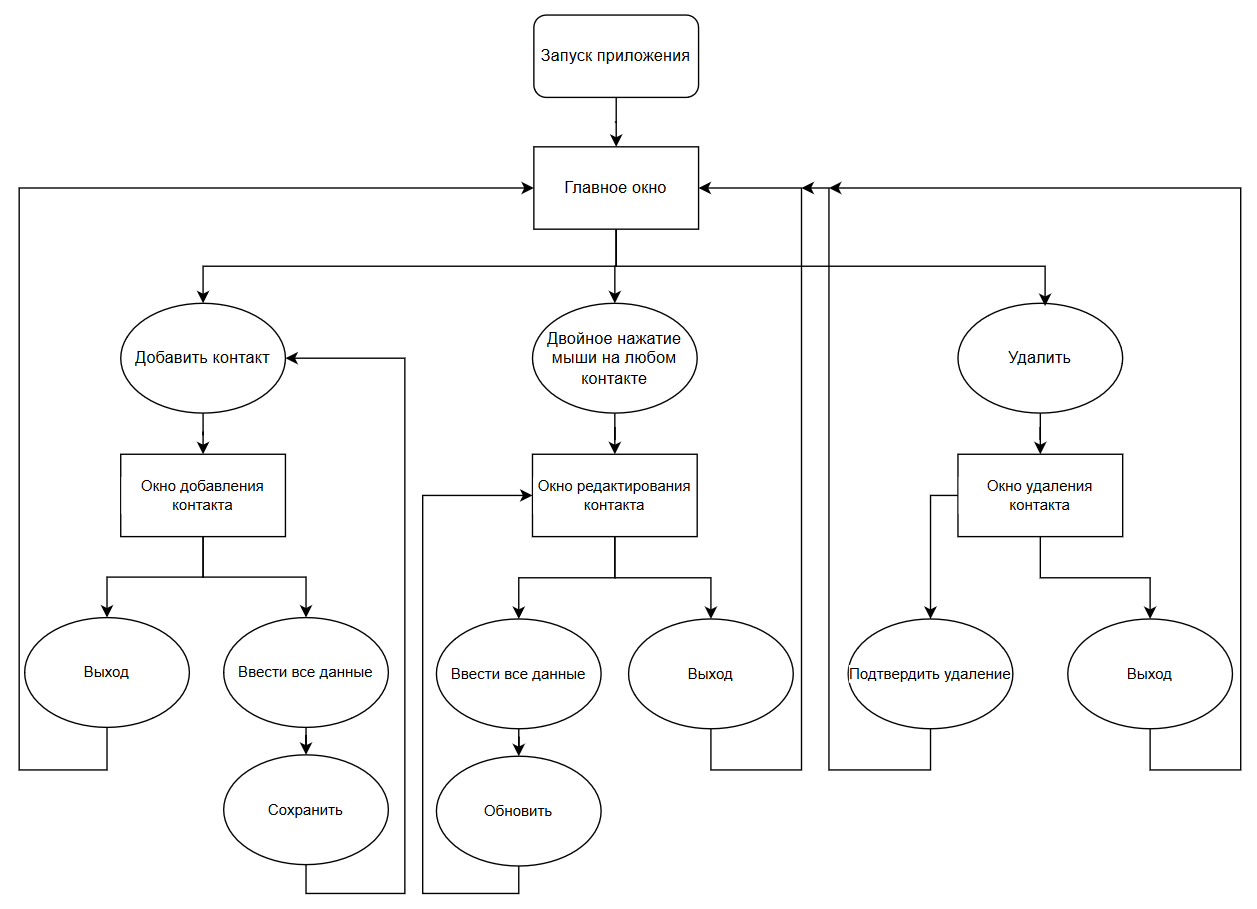 Запуск приложения
Главное окно
Добавить контакт
Двойное нажатие
мыши на любом
контакте
Удалить
Окно добавления
контакта
Окно редактирования
контакта
Окно удаления
контакта
Выход
Ввести все данные
Ввести все данные
Выход
Подтвердить удаление
Выход
Сохранить
Обновить